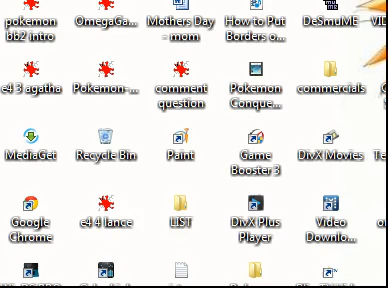 pokemon
bb2 intro
OmegaGa...
Mothers Day
- mom
How to Put
Borders o...
DeSmuME
VID
e4 3 agatha
Pokemon-...
comment
question
Pokemon
Conque...
commercials
MediaGet
Recycle Bin
Paint
Game
Booster 3
DivX Movies
Te
Google
Chrome
e4 4 lance
LIST
DivX Plus
Player
Video
Downlo...